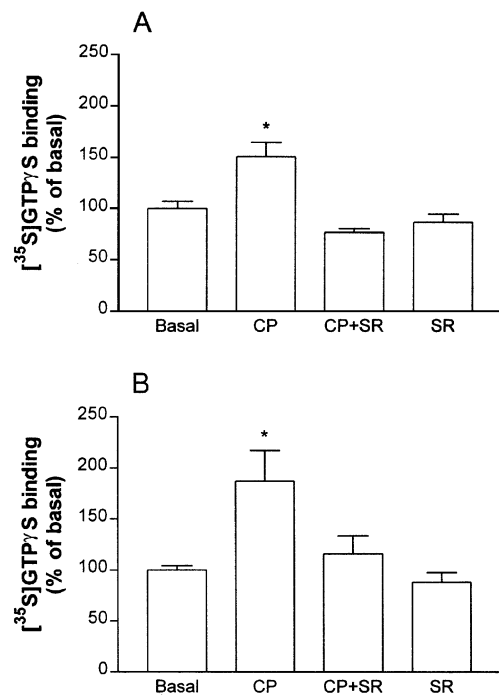 A
[35S]GTPγS binding
(% of basal)
250
200
150
100
50
0
*
Basal CP CP+SR SR
B
[35S]GTPγS binding
(% of basal)
250
200
150
100
50
0
*
Basal CP CP+SR SR